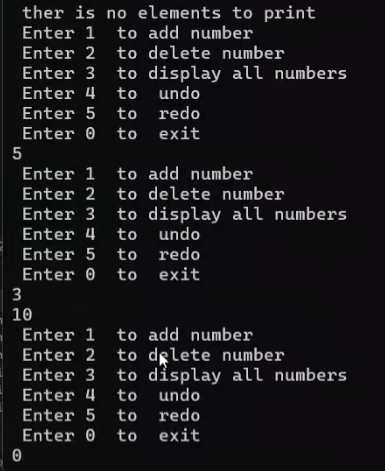 ther is no elements to print
Enter 1  to add number
Enter 2  to delete number
Enter 3  to display all numbers
Enter 4  to  undo
Enter 5  to  redo
Enter 0  to  exit
5
Enter 1  to add number
Enter 2  to delete number
Enter 3  to display all numbers
Enter 4  to  undo
Enter 5  to  redo
Enter 0  to  exit
3
10
Enter 1  to add number
Enter 2  to delete number
Enter 3  to display all numbers
Enter 4  to  undo
Enter 5  to  redo
Enter 0  to  exit
0